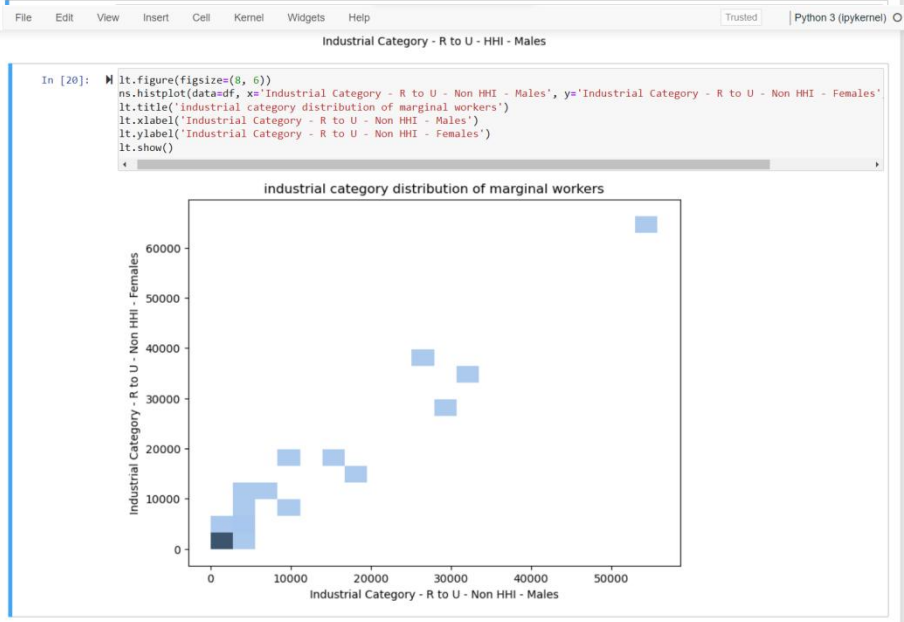 File Edit View Insert Cell Kernel Widgets Help Trusted Python 3 (ipykernel)
Industrial Category - R to U - HHI - Males
In [20]: lt.figure(figsize=(8, 6))
ns.histplot(data=df, x='Industrial Category - R to U - Non HHI - Males', y='Industrial Category - R to U - Non HHI - Females'
lt.title('industrial category distribution of marginal workers')
lt.xlabel('Industrial Category - R to U - Non HHI - Males')
lt.ylabel('Industrial Category - R to U - Non HHI - Females')
lt.show()
industrial category distribution of marginal workers
Industrial Category - R to U - Non HHI - Females
60000
50000
40000
30000
20000
10000
0
0 10000 20000 30000 40000 50000
Industrial Category - R to U - Non HHI - Males